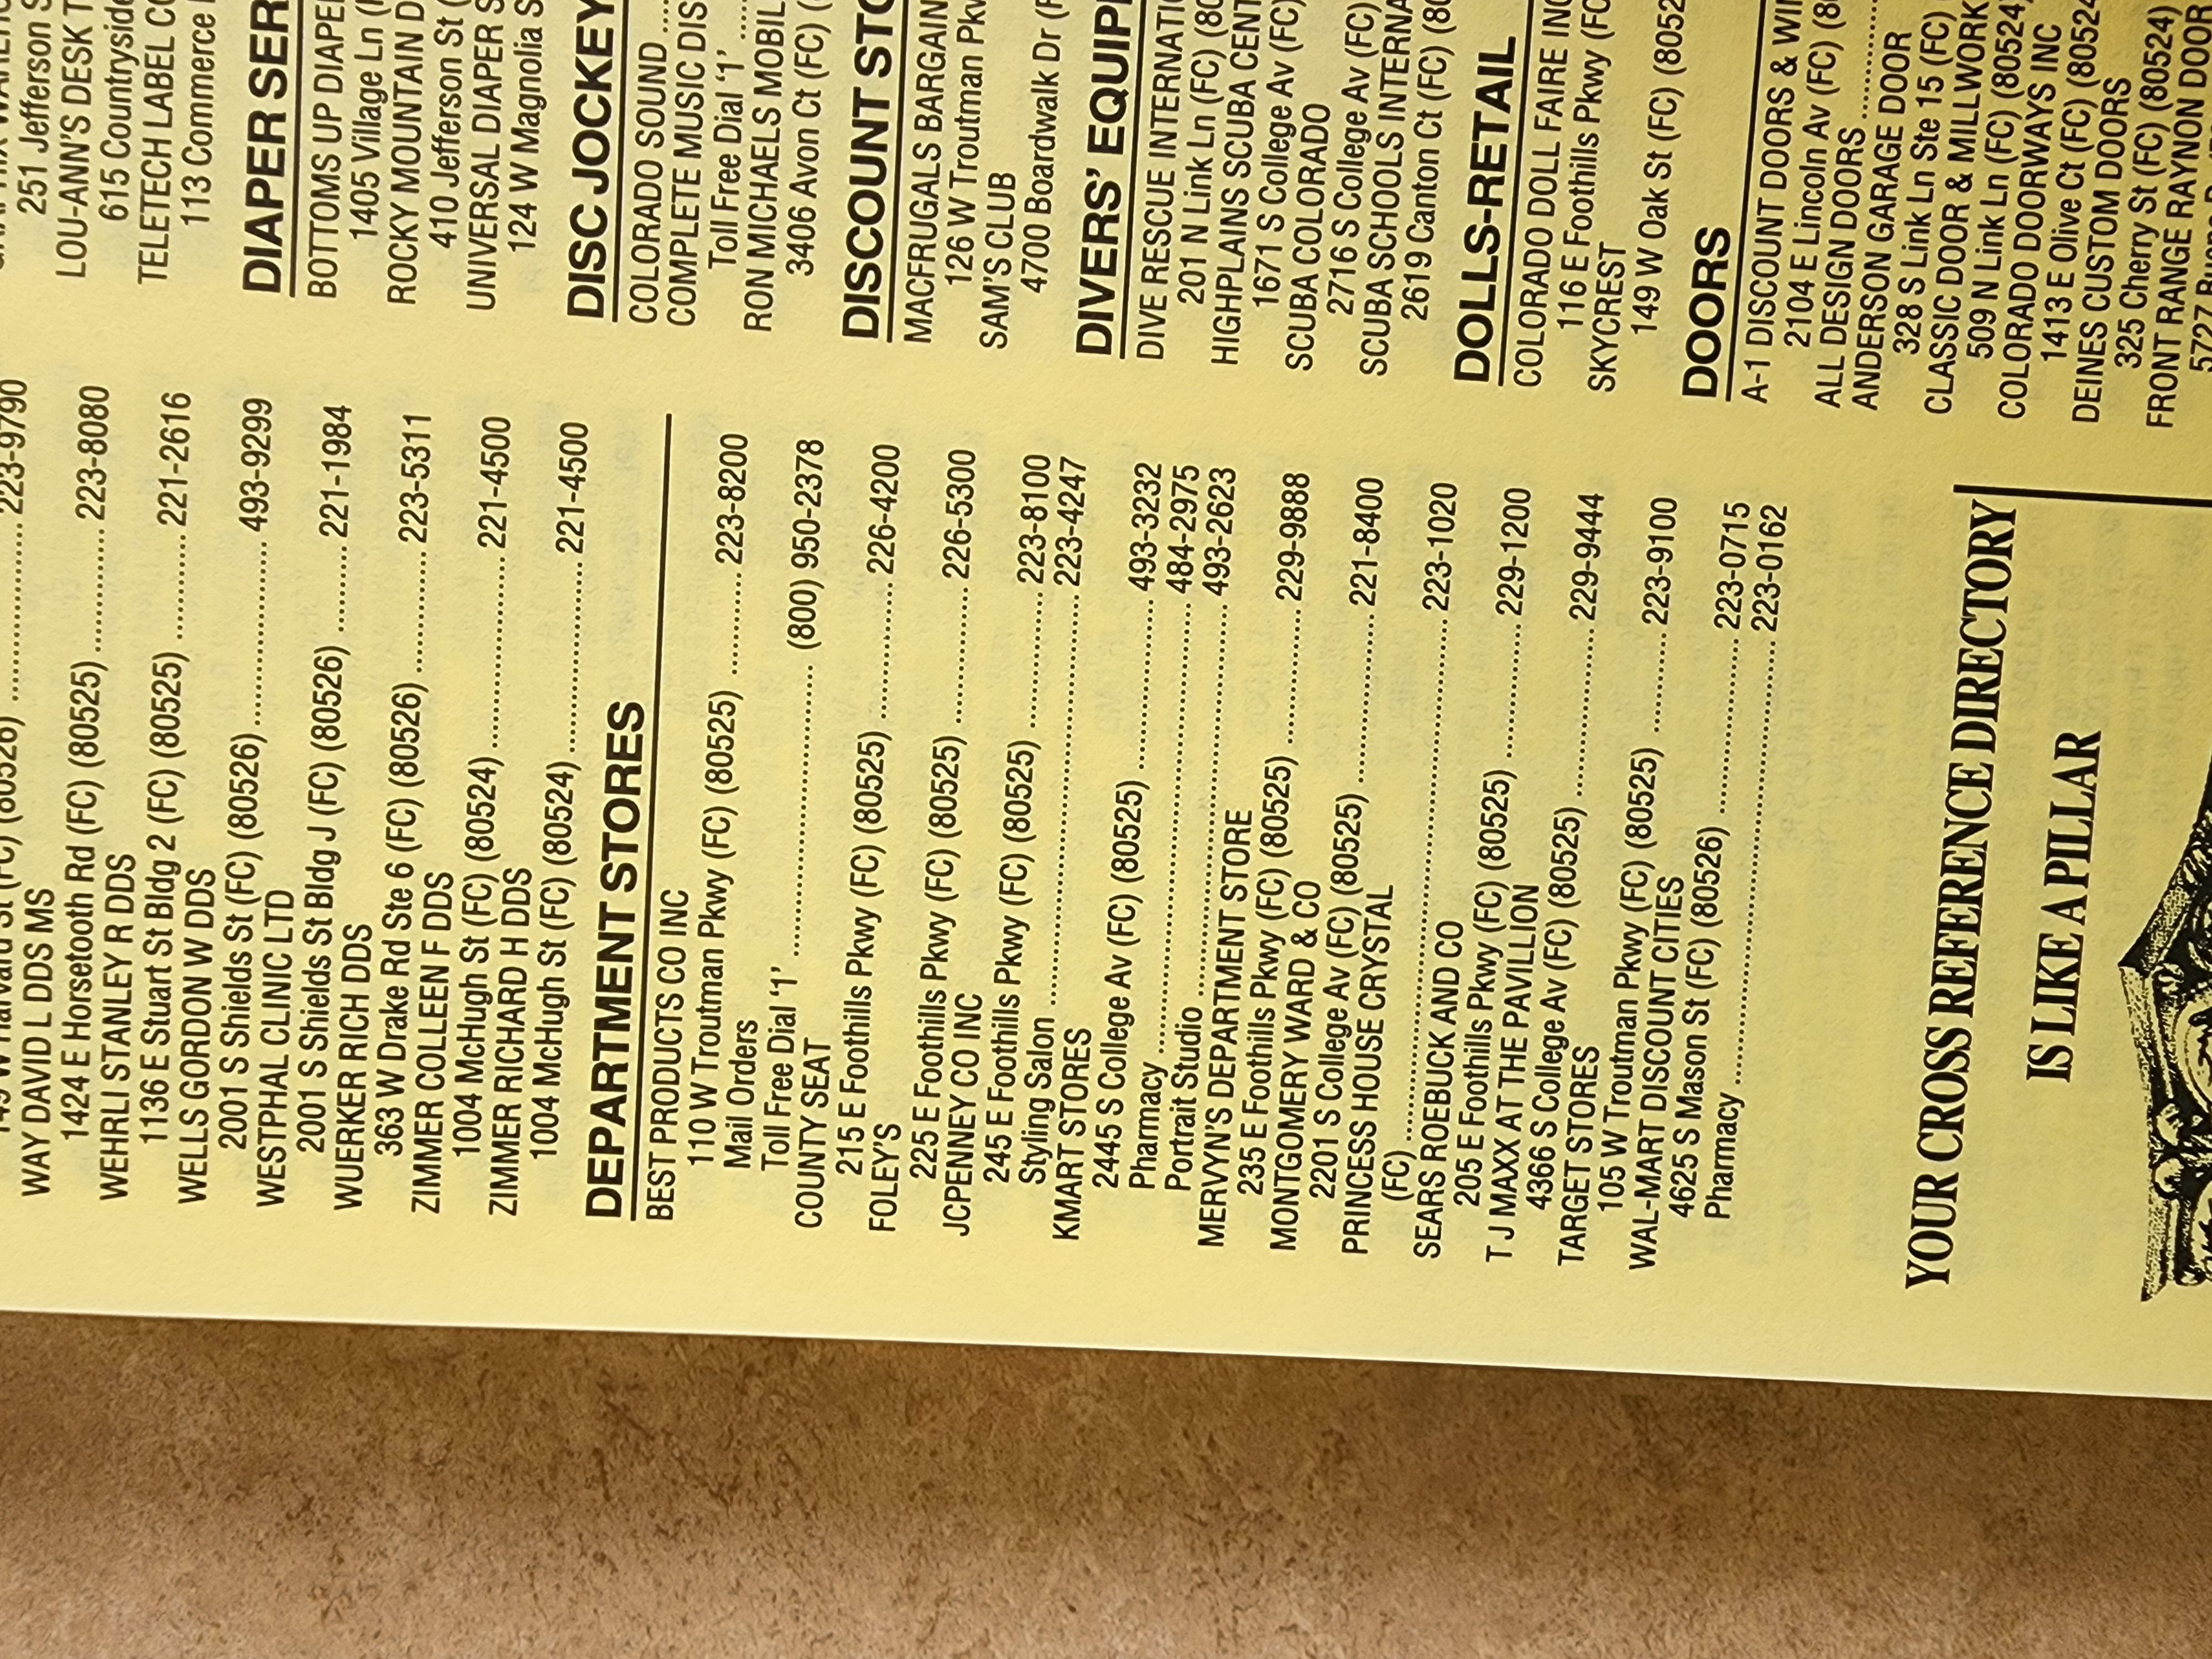 223-9790
WAY DAVID L DDS MS
1424 E Horsetooth Rd (FC) (80525) .......... 223-8080
WEHRLI STANLEY R DDS
1136 E Stuart St Bldg 2 (FC) (80525) ......... 221-2616
WELLS GORDON W DDS
2001 S Shields St (FC) (80526) .................. 493-9299
WESTPHAL CLINIC LTD
2001 S Shields St Bldg J (FC) (80526) ......... 221-1984
WUERKER RICH DDS
363 W Drake Rd Ste 6 (FC) (80526) ............ 223-5311
ZIMMER COLLEEN F DDS
1004 McHugh St (FC) (80524) ................... 221-4500
ZIMMER RICHARD H DDS
1004 McHugh St (FC) (80524) ................... 221-4500
DEPARTMENT STORES
BEST PRODUCTS CO INC
110 W Troutman Pkwy (FC) (80525) .......... 223-8200
Mail Orders
Toll Free Dial '1' ............................. (800) 950-2378
COUNTY SEAT
215 E Foothills Pkwy (FC) (80525) .............. 226-4200
FOLEY'S
225 E Foothills Pkwy (FC) (80525) .............. 226-5300
JCPENNEY CO INC
245 E Foothills Pkwy (FC) (80525) .............. 223-8100
Styling Salon ......................................... 223-4247
KMART STORES
2445 S College Av (FC) (80525) ................. 493-3232
Pharmacy .............................................. 484-2975
Portrait Studio ....................................... 493-2623
MERVYN'S DEPARTMENT STORE
235 E Foothills Pkwy (FC) (80525) .............. 229-9888
MONTGOMERY WARD & CO
2201 S College Av (FC) (80525) ................. 221-8400
PRINCESS HOUSE CRYSTAL
(FC) ..................................................... 223-1020
SEARS ROEBUCK AND CO
205 E Foothills Pkwy (FC) (80525) ............. 229-1200
T J MAXX AT THE PAVILLION
4366 S College Av (FC) (80525) ................. 229-9444
TARGET STORES
105 W Troutman Pkwy (FC) (80525) .......... 223-9100
WAL-MART DISCOUNT CITIES
4625 S Mason St (FC) (80526) .................. 223-0715
Pharmacy .............................................. 223-0162
YOUR CROSS REFERENCE DIRECTORY
IS LIKE A PILLAR
251 Jefferson
LOU-ANN'S DESK
615 Countryside
TELETECH LABEL
113 Commerce
DIAPER
BOTTOMS UP
1405 Village Ln
ROCKY MOUNTAIN
410 Jefferson St
UNIVERSAL DIAPER
124 W Magnolia
DISC JOCKEY
COLORADO SOUND ....
COMPLETE MUSIC
Toll Free Dial '1' ....
RON MICHAELS
3406 Avon Ct (FC)
DISCOUNT
MACFRUGALS
126 W Troutman
SAM'S CLUB
4700 Boardwalk Dr
DIVERS'
DIVE RESCUE
201 N Link Ln (FC)
HIGHPLAINS SCUBA
1671 S College Av (FC)
SCUBA COLORADO
2716 S College Av (FC)
SCUBA SCHOOLS
2619 Canton Ct (FC)
DOLLS-RETAIL
COLORADO DOLL FAIRE
116 E Foothills Pkwy
SKYCREST
149 W Oak St (FC)
DOORS
A-1 DISCOUNT DOORS &
2104 E Lincoln Av (FC)
ALL DESIGN DOORS ............
ANDERSON GARAGE DOOR
328 S Link Ln Ste 15 (FC)
CLASSIC DOOR & MILLWORK
509 N Link Ln (FC) (80524)
COLORADO DOORWAYS INC
1413 E Olive Ct (FC) (80524
DEINES CUSTOM DOORS
325 Cherry St (FC) (80524)
FRONT RANGE RAYNOR DOOR